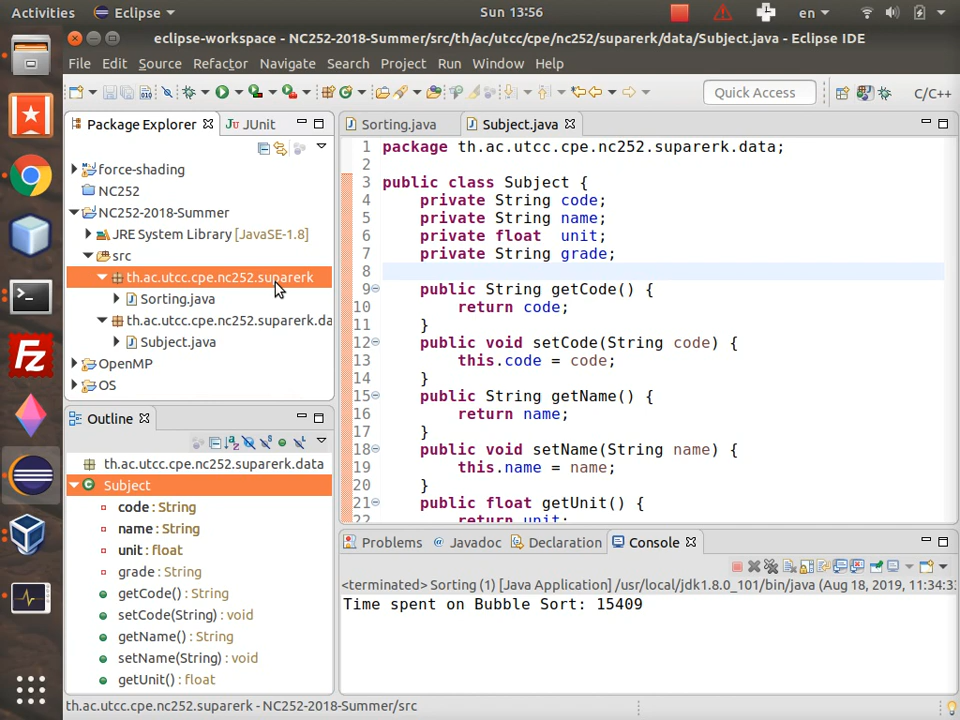 Activities Eclipse Sun 13:56 en
eclipse-workspace - NC252-2018-Summer/src/th/ac/utcc/cpe/nc252/suparerk/data/Subject.java - Eclipse IDE
File Edit Source Refactor Navigate Search Project Run Window Help
Quick Access C/C++
Package Explorer JUnit
force-shading
NC252
NC252-2018-Summer
JRE System Library [JavaSE-1.8]
src
th.ac.utcc.cpe.nc252.suparerk
Sorting.java
th.ac.utcc.cpe.nc252.suparerk.da
Subject.java
OpenMP
OS
Outline
th.ac.utcc.cpe.nc252.suparerk.data
Subject
code : String
name : String
unit : float
grade : String
getCode() : String
setCode(String) : void
getName() : String
setName(String) : void
getUnit() : float
Sorting.java Subject.java
1 package th.ac.utcc.cpe.nc252.suparerk.data;
2
3 public class Subject {
4 private String code;
5 private String name;
6 private float unit;
7 private String grade;
8
9 public String getCode() {
10 return code;
11 }
12 public void setCode(String code) {
13 this.code = code;
14 }
15 public String getName() {
16 return name;
17 }
18 public void setName(String name) {
19 this.name = name;
20 }
21 public float getUnit() {
22 return unit;
Problems Javadoc Declaration Console
<terminated> Sorting (1) [Java Application] /usr/local/jdk1.8.0_101/bin/java (Aug 18, 2019, 11:34:33
Time spent on Bubble Sort: 15409
th.ac.utcc.cpe.nc252.suparerk - NC252-2018-Summer/src